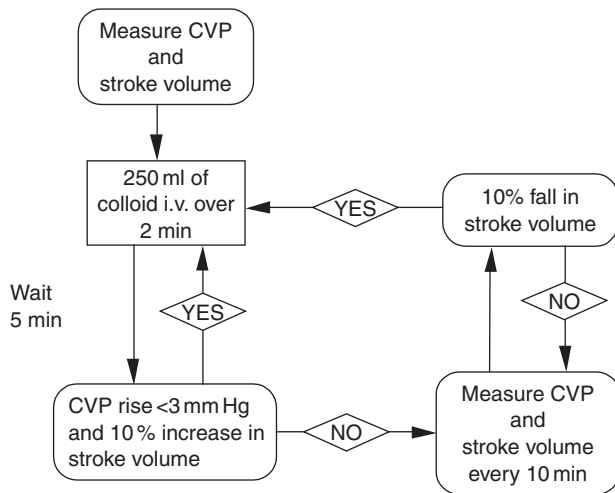 Measure CVP
and
stroke volume
250 ml of
colloid i.v. over
2 min
YES
10% fall in
stroke volume
Wait
5 min
YES
NO
CVP rise <3 mm Hg
and 10% increase in
stroke volume
NO
Measure CVP
and
stroke volume
every 10 min